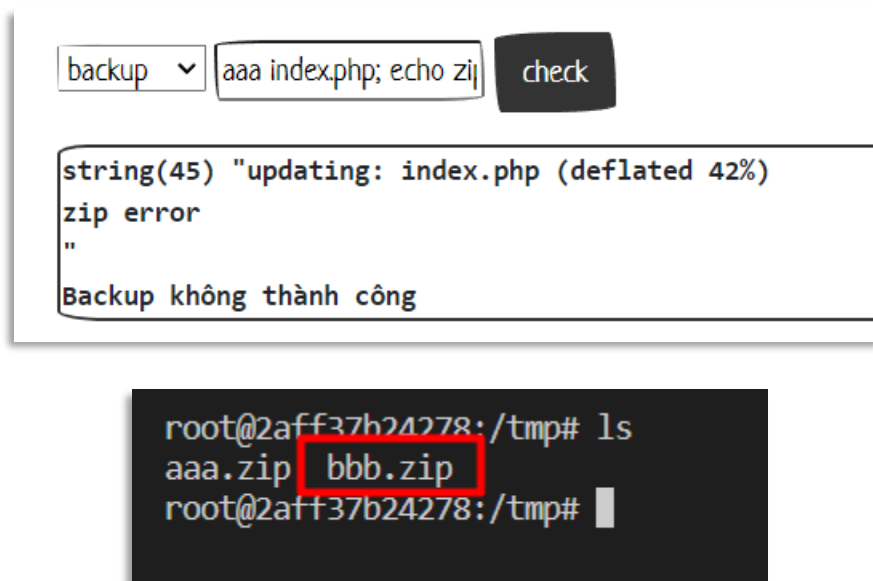 backup aaa index.php; echo zip check
string(45) "updating: index.php (deflated 42%)
zip error
"
Backup không thành công
root@2aff37b24278:/tmp# ls
aaa.zip bbb.zip
root@2aff37b24278:/tmp#